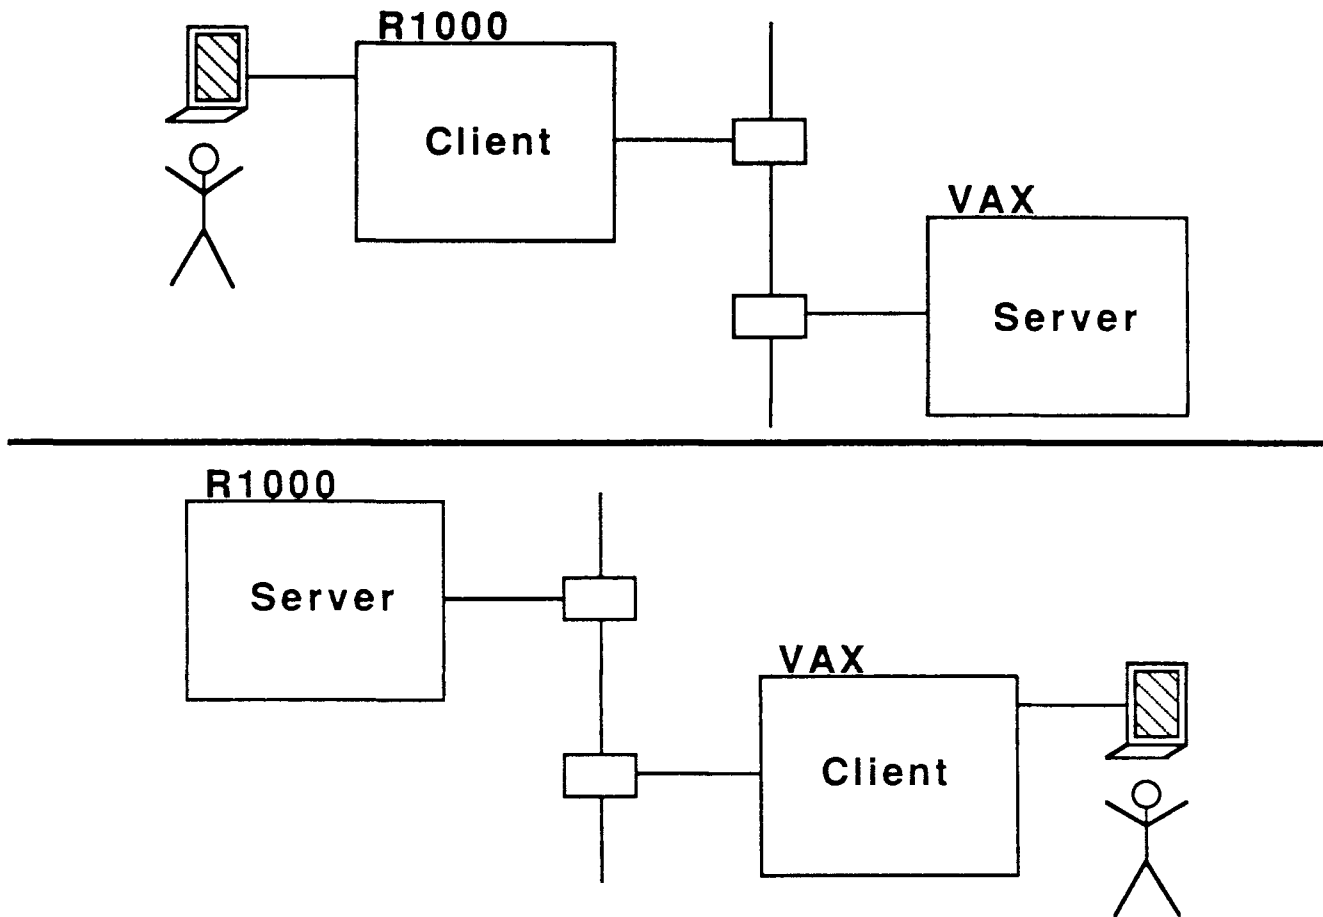 R1000
Client
VAX
Server
R1000
Server
VAX
Client